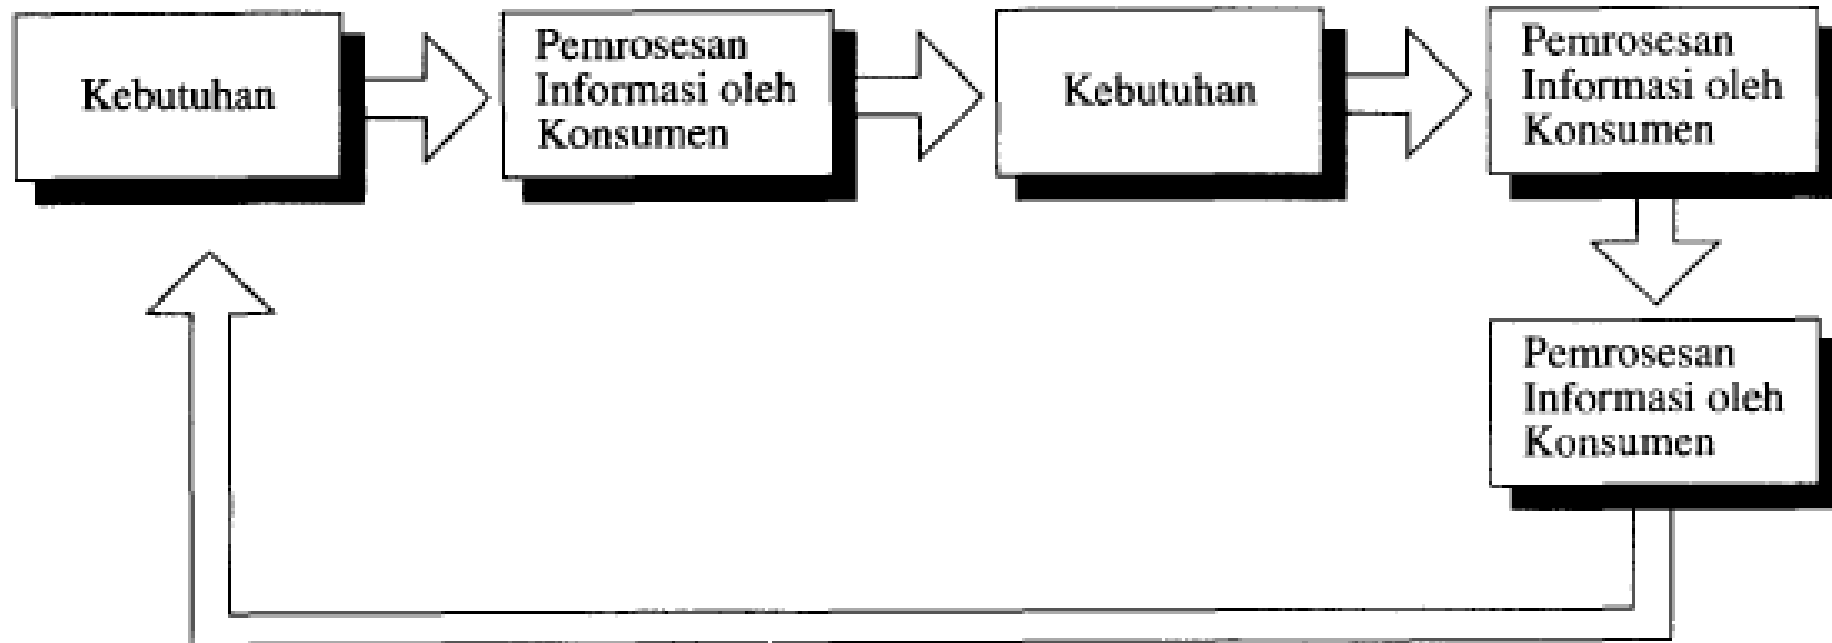 Kebutuhan
Pemrosesan
Informasi oleh
Konsumen
Kebutuhan
Pemrosesan
Informasi oleh
Konsumen
Pemrosesan
Informasi oleh
Konsumen